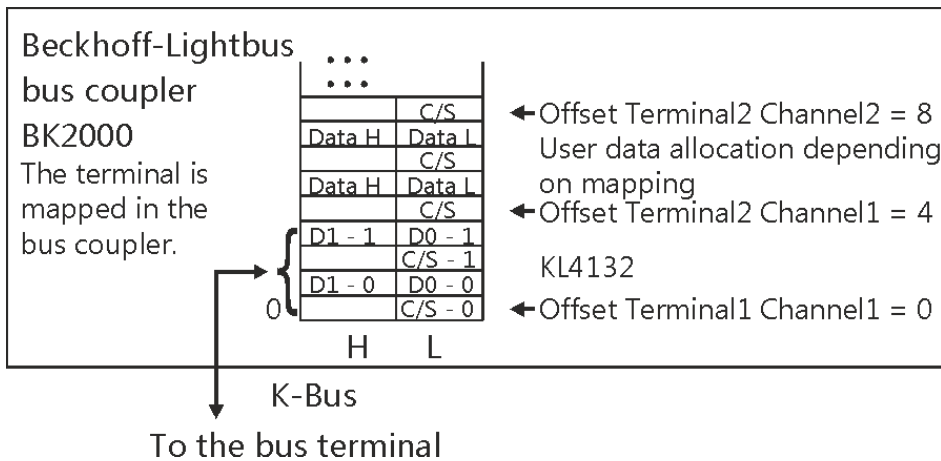 Beckhoff-Lightbus
bus coupler
BK2000
The terminal is
mapped in the
bus coupler.
•••
•••
C/S
Data H Data L
C/S
Data H Data L
C/S
D1 - 1 D0 - 1
C/S - 1
D1 - 0 D0 - 0
0 C/S - 0
H L
Offset Terminal2 Channel2 = 8
User data allocation depending
on mapping
Offset Terminal2 Channel1 = 4
KL4132
Offset Terminal1 Channel1 = 0
K-Bus
To the bus terminal